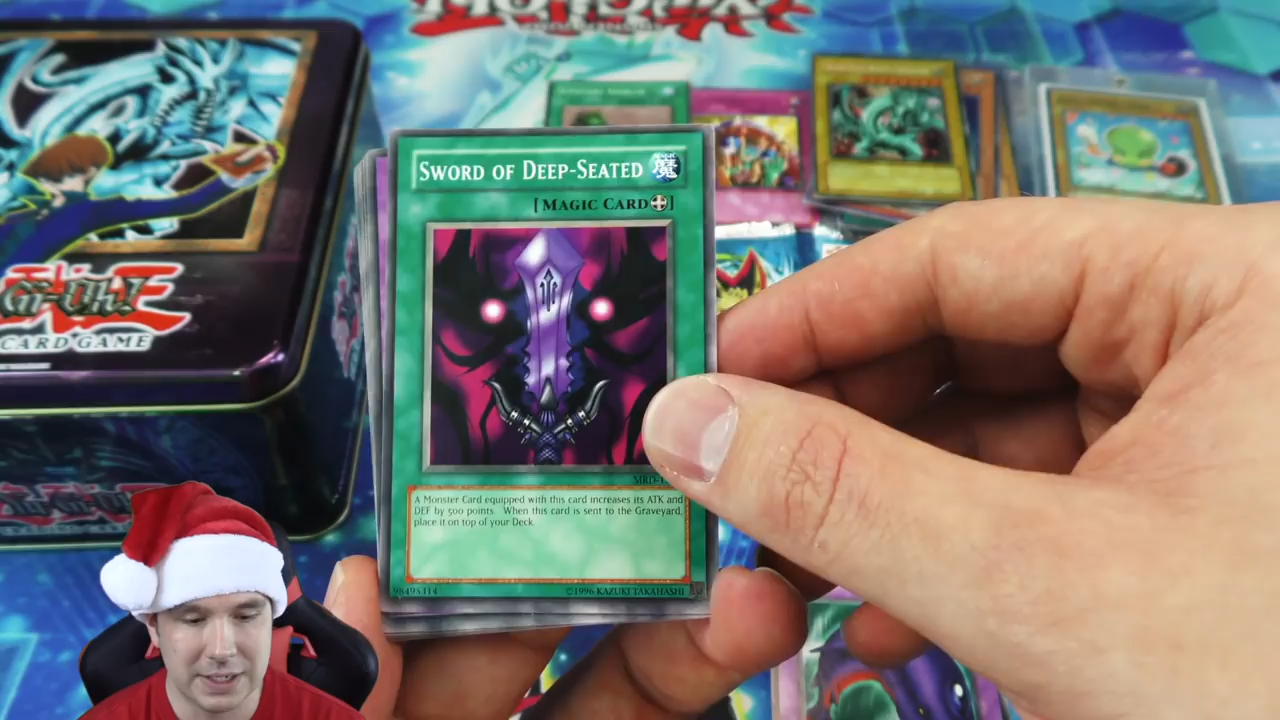 SWORD OF DEEP-SEATED
魔
[MAGIC CARD]
A Monster Card equipped with this card increases its ATK and
DEF by 500 points. When this card is sent to the Graveyard,
place it on top of your Deck.
98495314
©1996 KAZUKI TAKAHASHI
Gi-Oh!
CARD GAME